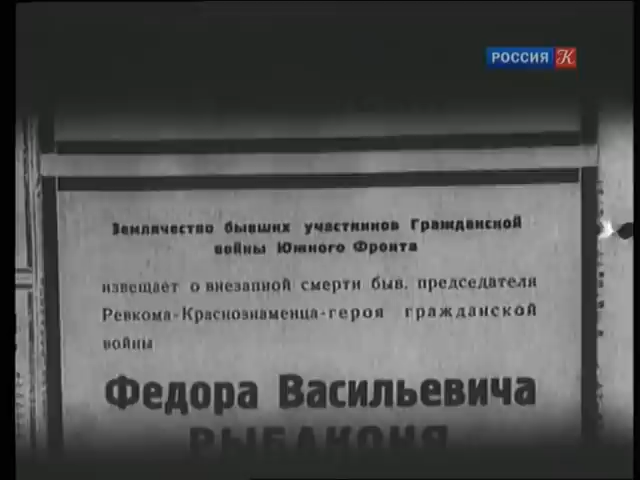 РОССИЯ К
Землячество бывших участников Гражданской
войны Южного Фронта
извещает о внезапной смерти быв. председателя
Ревкома-Краснознаменца-героя гражданской
войны
Федора Васильевича
РЫБАКОНЯ